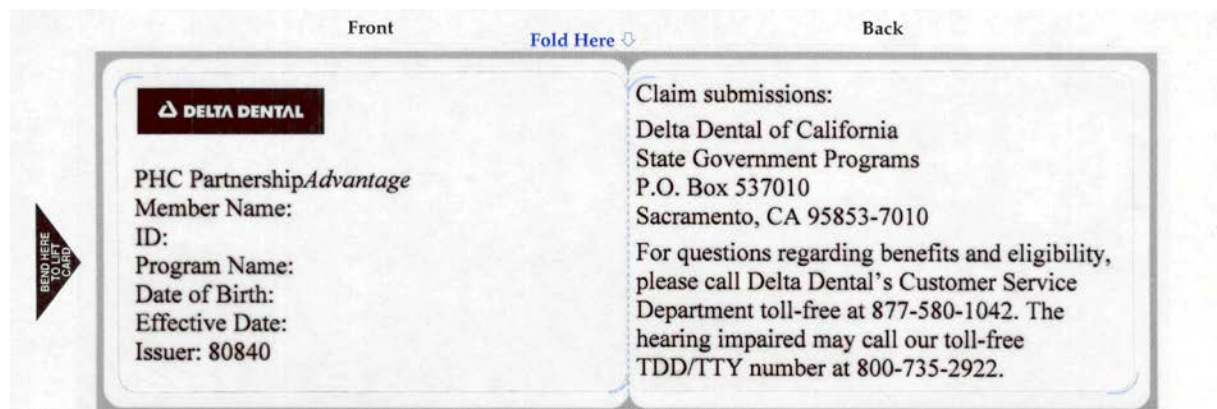 Front
Fold Here
Back
DELTA DENTAL
PHC PartnershipAdvantage
Member Name:
ID:
Program Name:
Date of Birth:
Effective Date:
Issuer: 80840
BEND HERE
TO LIFT
CARD
Claim submissions:
Delta Dental of California
State Government Programs
P.O. Box 537010
Sacramento, CA 95853-7010
For questions regarding benefits and eligibility,
please call Delta Dental's Customer Service
Department toll-free at 877-580-1042. The
hearing impaired may call our toll-free
TDD/TTY number at 800-735-2922.